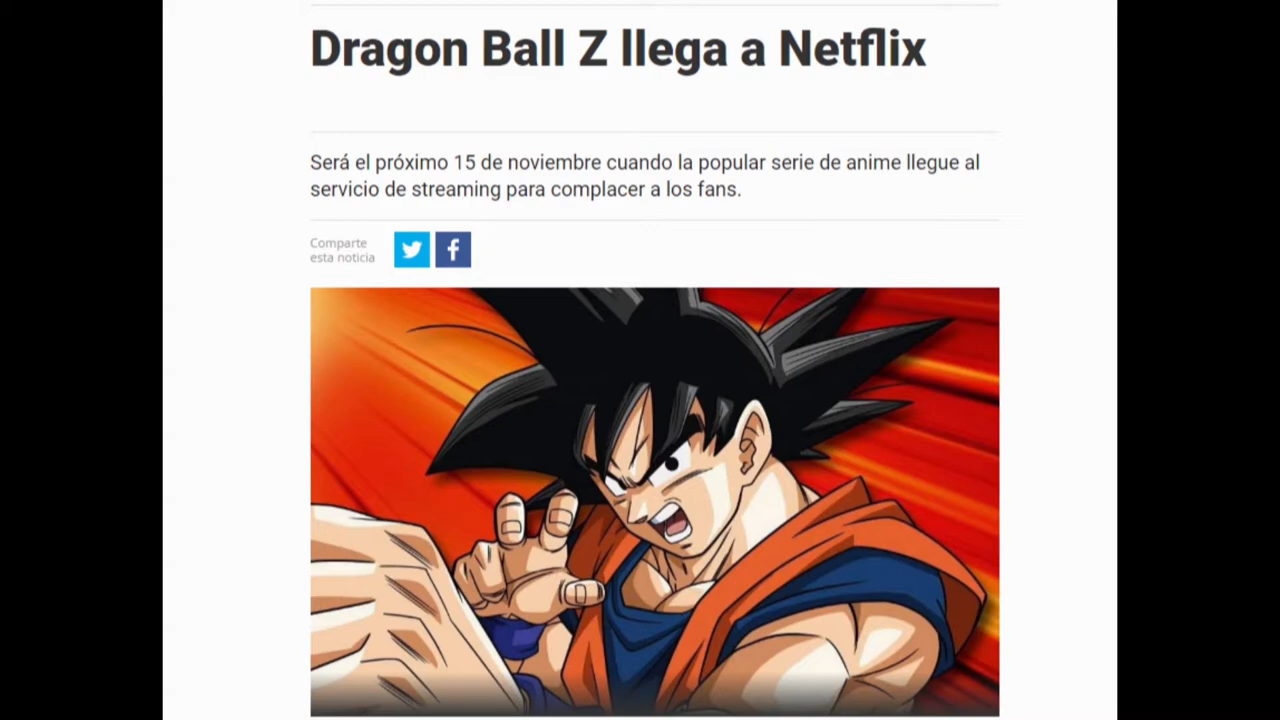 Dragon Ball Z llega a Netflix
Será el próximo 15 de noviembre cuando la popular serie de anime llegue al
servicio de streaming para complacer a los fans.
Comparte
esta noticia